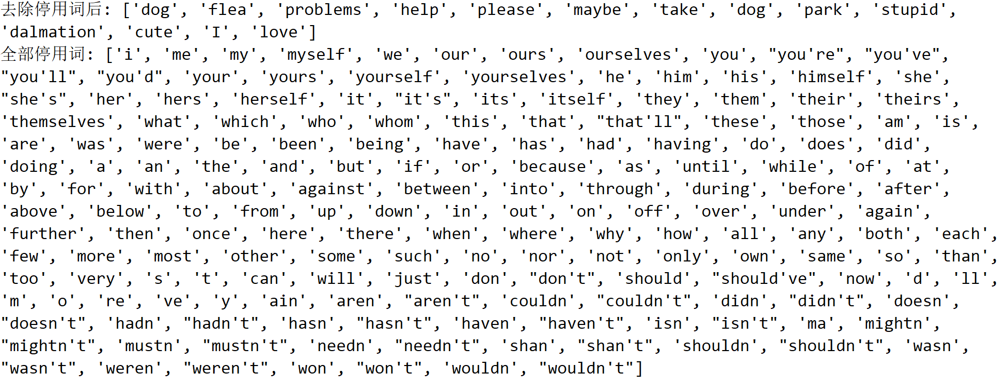 去除停用词后: ['dog', 'flea', 'problems', 'help', 'please', 'maybe', 'take', 'dog', 'park', 'stupid',
'dalmation', 'cute', 'I', 'love']
全部停用词: ['i', 'me', 'my', 'myself', 'we', 'our', 'ours', 'ourselves', 'you', "you're", "you've",
"you'll", "you'd", 'your', 'yours', 'yourself', 'yourselves', 'he', 'him', 'his', 'himself', 'she',
"she's", 'her', 'hers', 'herself', 'it', "it's", 'its', 'itself', 'they', 'them', 'their', 'theirs',
'themselves', 'what', 'which', 'who', 'whom', 'this', 'that', "that'll", 'these', 'those', 'am', 'is',
'are', 'was', 'were', 'be', 'been', 'being', 'have', 'has', 'had', 'having', 'do', 'does', 'did',
'doing', 'a', 'an', 'the', 'and', 'but', 'if', 'or', 'because', 'as', 'until', 'while', 'of', 'at',
'by', 'for', 'with', 'about', 'against', 'between', 'into', 'through', 'during', 'before', 'after',
'above', 'below', 'to', 'from', 'up', 'down', 'in', 'out', 'on', 'off', 'over', 'under', 'again',
'further', 'then', 'once', 'here', 'there', 'when', 'where', 'why', 'how', 'all', 'any', 'both', 'each',
'few', 'more', 'most', 'other', 'some', 'such', 'no', 'nor', 'not', 'only', 'own', 'same', 'so', 'than',
'too', 'very', 's', 't', 'can', 'will', 'just', 'don', "don't", 'should', "should've", 'now', 'd', 'll',
'm', 'o', 're', 've', 'y', 'ain', 'aren', "aren't", 'couldn', "couldn't", 'didn', "didn't", 'doesn',
"doesn't", 'hadn', "hadn't", 'hasn', "hasn't", 'haven', "haven't", 'isn', "isn't", 'ma', 'mightn',
"mightn't", 'mustn', "mustn't", 'needn', "needn't", 'shan', "shan't", 'shouldn', "shouldn't", 'wasn',
"wasn't", 'weren', "weren't", 'won', "won't", 'wouldn', "wouldn't"]